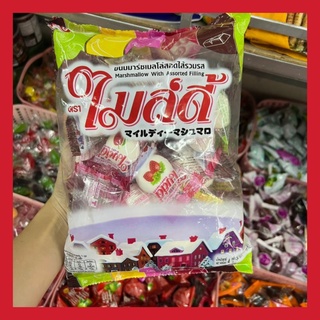 ขนมมาร์ชเมลโล่สอดไส้รวมรส
Marshmallow With Assorted Filling
ตรา
ไมล์ดี้
マイルディーマシュマロ